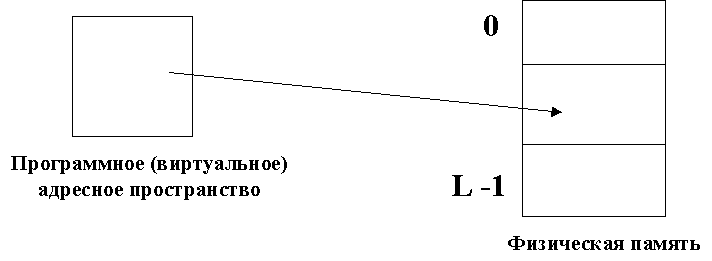 0
Программное (виртуальное)
адресное пространство
L -1
Физическая память